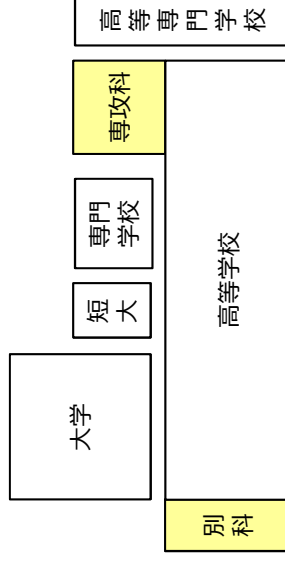 大学
短
大
専門
学校
専攻科
高等専門学校
別
科
高等学校